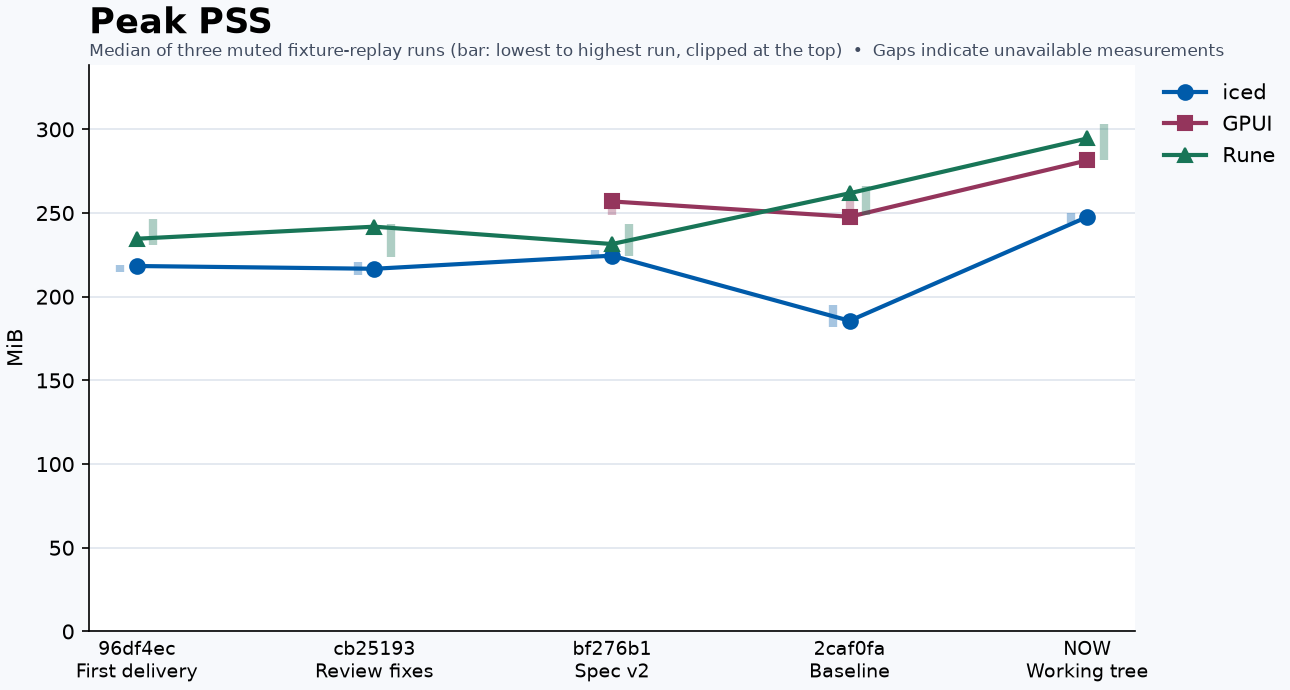 Peak PSS
Median of three muted fixture-replay runs (bar: lowest to highest run, clipped at the top)  •  Gaps indicate unavailable measurements
iced
GPUI
Rune
MiB
300
250
200
150
100
50
0
96df4ec
First delivery
cb25193
Review fixes
bf276b1
Spec v2
2caf0fa
Baseline
NOW
Working tree